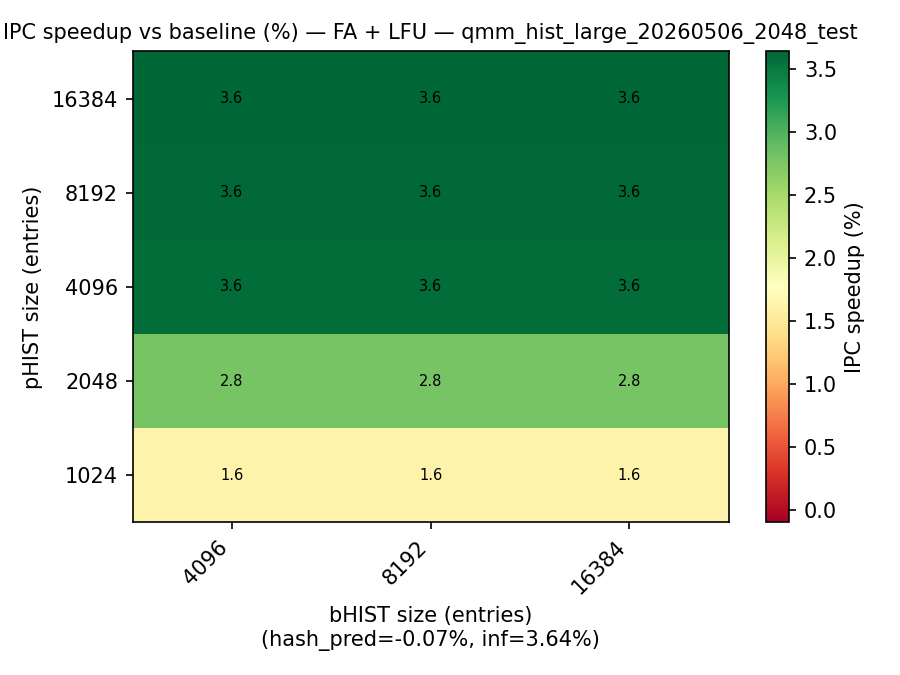 IPC speedup vs baseline (%) — FA + LFU — qmm_hist_large_20260506_2048_test
pHIST size (entries)
16384 3.6 3.6 3.6
8192 3.6 3.6 3.6
4096 3.6 3.6 3.6
2048 2.8 2.8 2.8
1024 1.6 1.6 1.6
4096 8192 16384
bHIST size (entries)
(hash_pred=-0.07%, inf=3.64%)
3.5
3.0
2.5
2.0
1.5
1.0
0.5
0.0
IPC speedup (%)